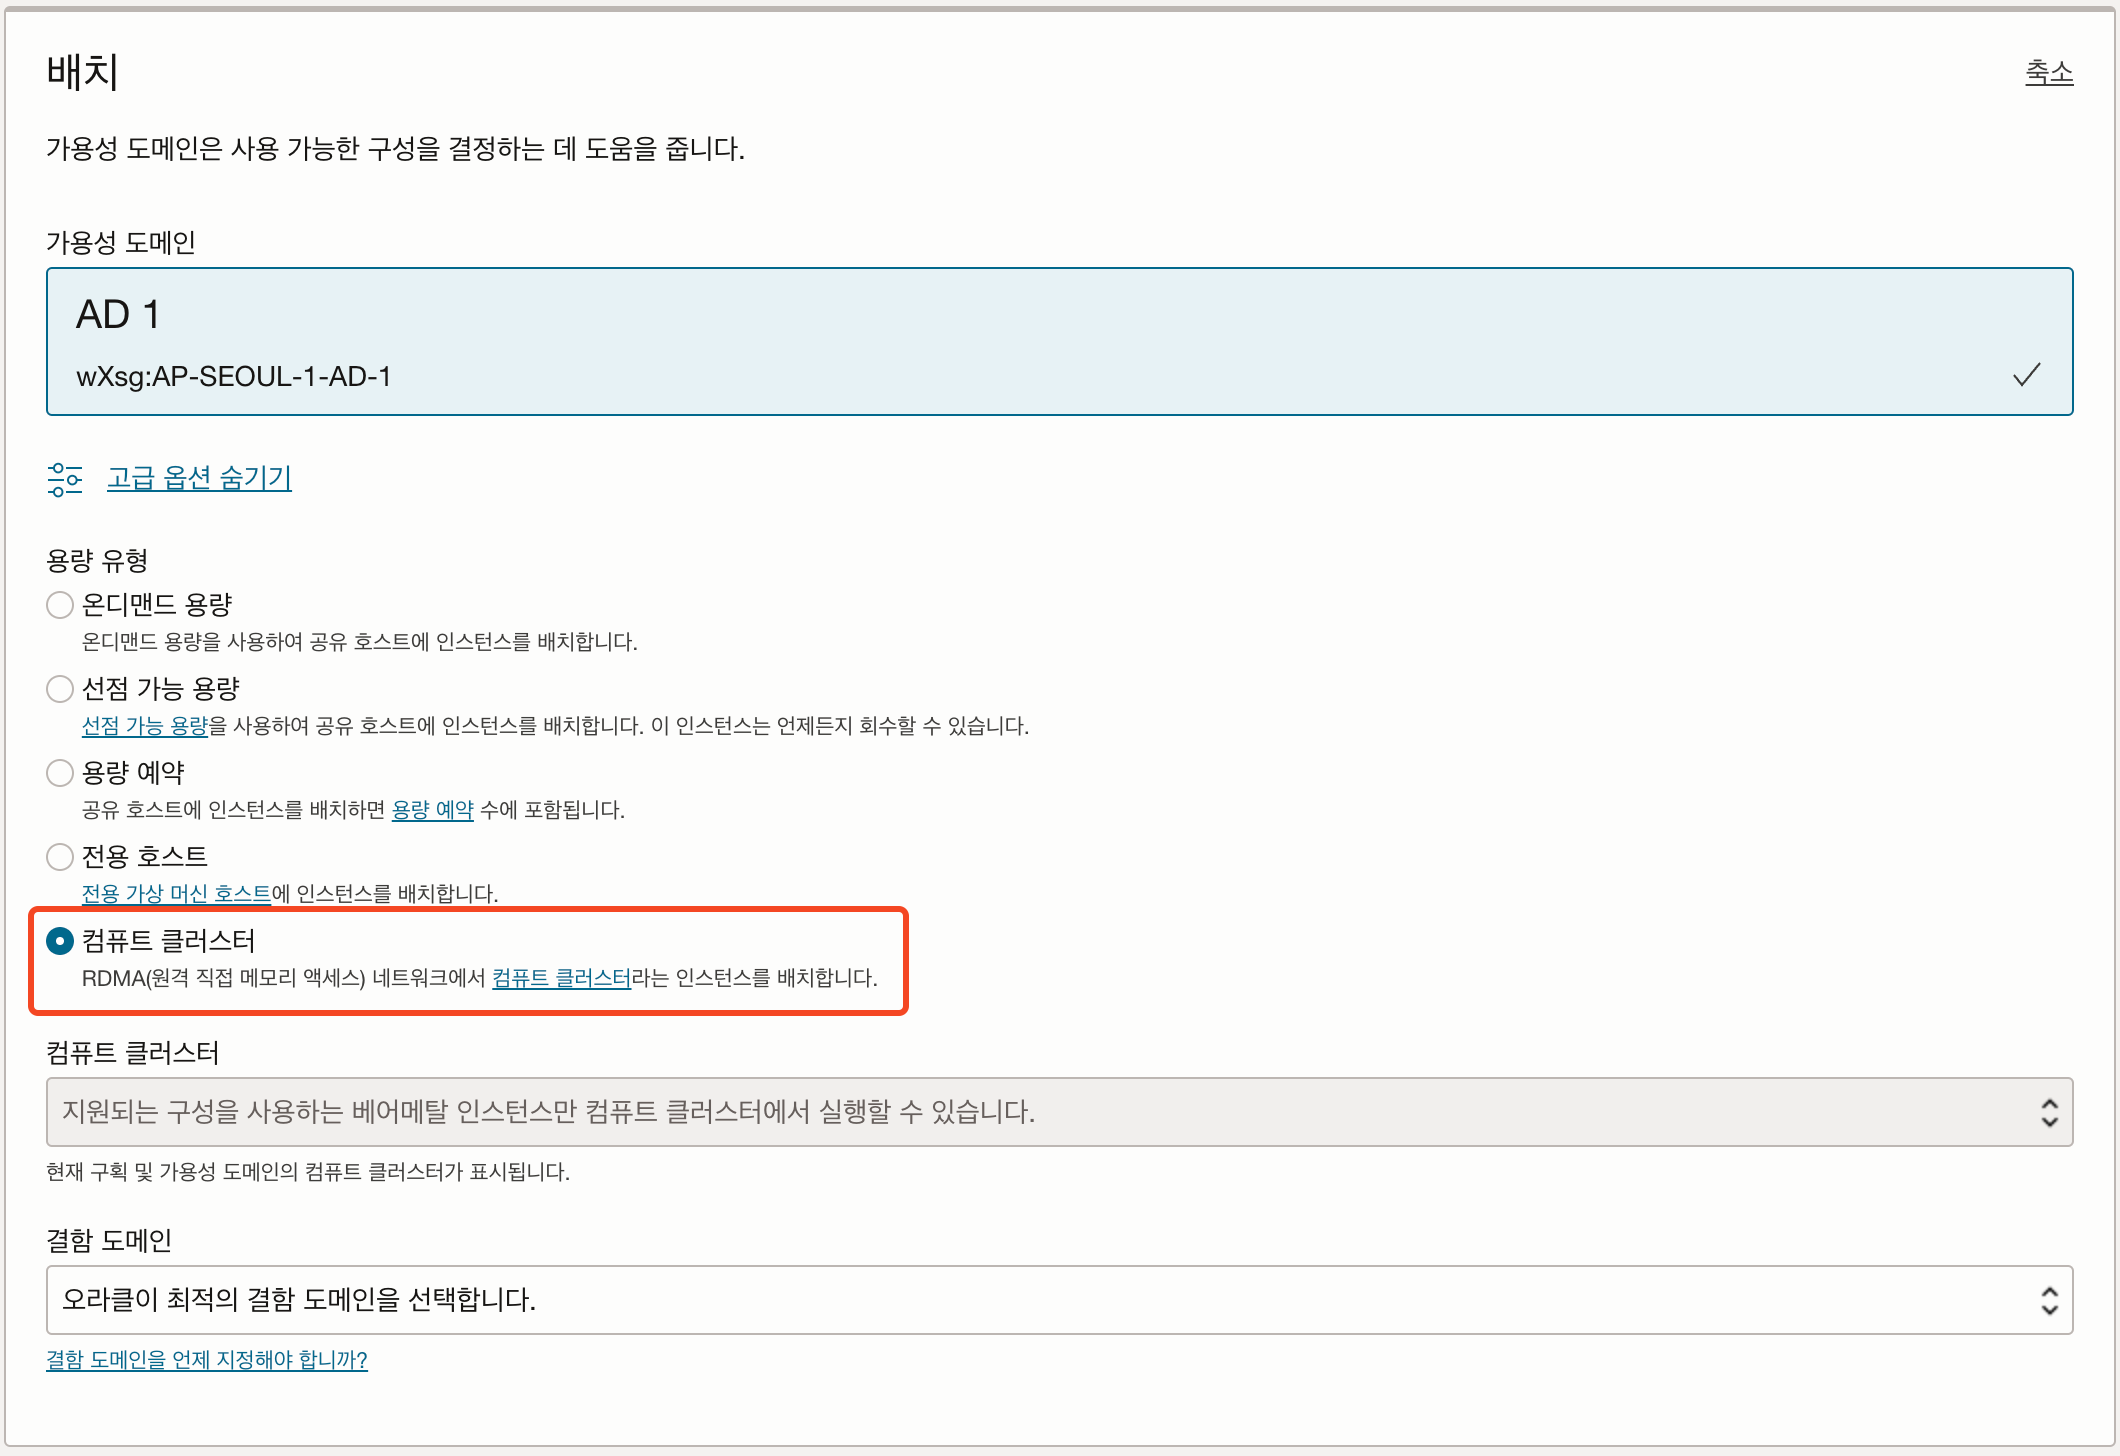 배치
축소
가용성 도메인은 사용 가능한 구성을 결정하는 데 도움을 줍니다.
가용성 도메인
AD 1
wXsg:AP-SEOUL-1-AD-1
고급 옵션 숨기기
용량 유형
온디맨드 용량
온디맨드 용량을 사용하여 공유 호스트에 인스턴스를 배치합니다.
선점 가능 용량
선점 가능 용량을 사용하여 공유 호스트에 인스턴스를 배치합니다. 이 인스턴스는 언제든지 회수할 수 있습니다.
용량 예약
공유 호스트에 인스턴스를 배치하면 용량 예약 수에 포함됩니다.
전용 호스트
전용 가상 머신 호스트에 인스턴스를 배치합니다.
컴퓨트 클러스터
RDMA(원격 직접 메모리 액세스) 네트워크에서 컴퓨트 클러스터라는 인스턴스를 배치합니다.
컴퓨트 클러스터
지원되는 구성을 사용하는 베어메탈 인스턴스만 컴퓨트 클러스터에서 실행할 수 있습니다.
현재 구획 및 가용성 도메인의 컴퓨트 클러스터가 표시됩니다.
결함 도메인
오라클이 최적의 결함 도메인을 선택합니다.
결함 도메인을 언제 지정해야 합니까?